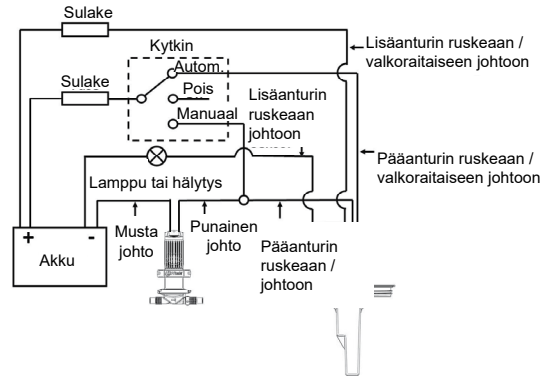 Sulake
Kytkin
Lisäanturin ruskeaan /
valkoraitaiseen johtoon
Autom.
Sulake
Pois
Lisäanturin
ruskeaan
johtoon
Manuaal
Pääanturin ruskeaan /
valkoraitaiseen johtoon
Lamppu tai hälytys
+
-
Akku
Musta
johto
Punainen
johto
Pääanturin
ruskeaan /
johtoon